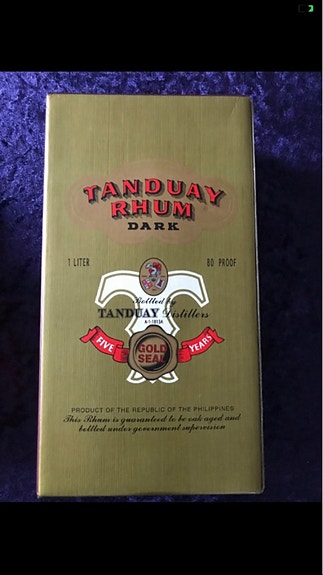 TANDUAY
RHUM
DARK
1 LITER
80 PROOF
Bottled by
TANDUAY Distillers
FIVE
GOLD
SEAL
YEARS
PRODUCT OF THE REPUBLIC OF THE PHILIPPINES
This Rhum is guaranteed to be oak aged and
bottled under government supervision